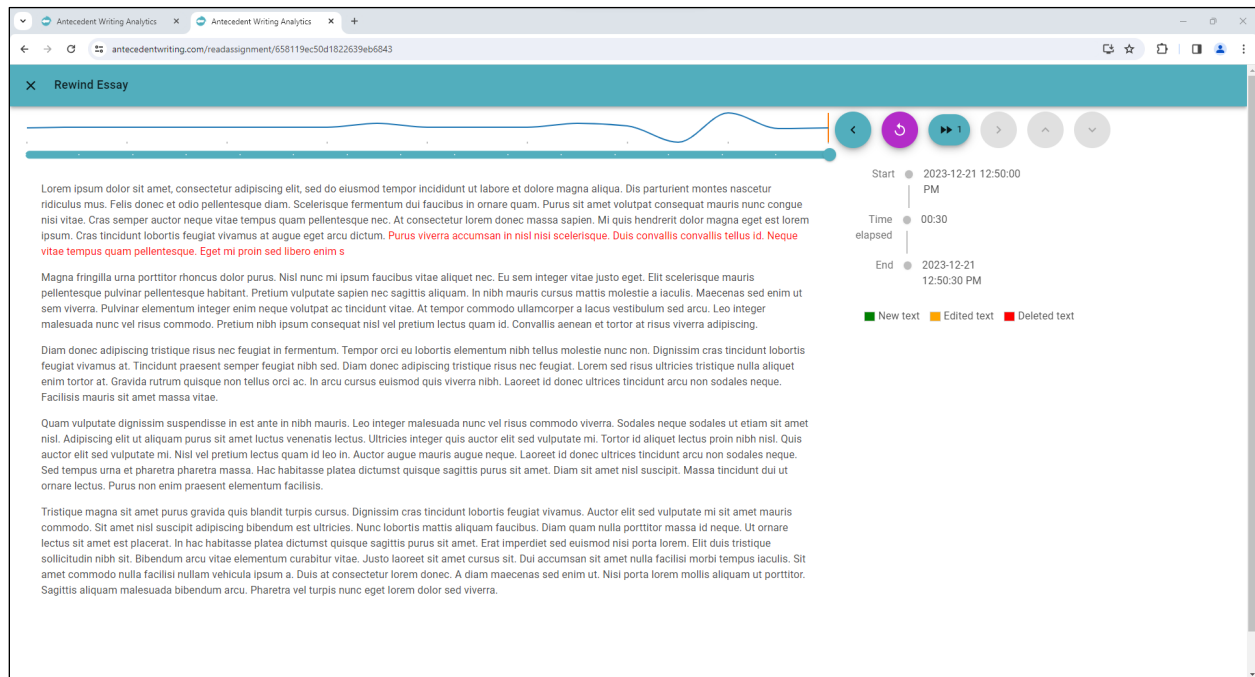 Antecedent Writing Analytics
Antecedent Writing Analytics
antecedentwriting.com/readassignment/658119ec50d1822639eb6843
Rewind Essay
1
Start
2023-12-21 12:50:00
PM
Time
elapsed
00:30
End
2023-12-21
12:50:30 PM
New text
Edited text
Deleted text
Lorem ipsum dolor sit amet, consectetur adipiscing elit, sed do eiusmod tempor incididunt ut labore et dolore magna aliqua. Dis parturient montes nascetur
ridiculus mus. Felis donec et odio pellentesque diam. Scelerisque fermentum dui faucibus in ornare quam. Purus sit amet volutpat consequat mauris nunc congue
nisi vitae. Cras semper auctor neque vitae tempus quam pellentesque nec. At consectetur lorem donec massa sapien. Mi quis hendrerit dolor magna eget est lorem
ipsum. Cras tincidunt lobortis feugiat vivamus at augue eget arcu dictum. Purus viverra accumsan in nisl nisi scelerisque. Duis convallis convallis tellus id. Neque
vitae tempus quam pellentesque. Eget mi proin sed libero enim s
Magna fringilla urna porttitor rhoncus dolor purus. Nisl nunc mi ipsum faucibus vitae aliquet nec. Eu sem integer vitae justo eget. Elit scelerisque mauris
pellentesque pulvinar pellentesque habitant. Pretium vulputate sapien nec sagittis aliquam. In nibh mauris cursus mattis molestie a iaculis. Maecenas sed enim ut
sem viverra. Pulvinar elementum integer enim neque volutpat ac tincidunt vitae. At tempor commodo ullamcorper a lacus vestibulum sed arcu. Leo integer
malesuada nunc vel risus commodo. Pretium nibh ipsum consequat nisl vel pretium lectus quam id. Convallis aenean et tortor at risus viverra adipiscing.
Diam donec adipiscing tristique risus nec feugiat in fermentum. Tempor orci eu lobortis elementum nibh tellus molestie nunc non. Dignissim cras tincidunt lobortis
feugiat vivamus at. Tincidunt praesent semper feugiat nibh sed. Diam donec adipiscing tristique risus nec feugiat. Lorem sed risus ultricies tristique nulla aliquet
enim tortor at. Gravida rutrum quisque non tellus orci ac. In arcu cursus euismod quis viverra nibh. Laoreet id donec ultrices tincidunt arcu non sodales neque.
Facilisis mauris sit amet massa vitae.
Quam vulputate dignissim suspendisse in est ante in nibh mauris. Leo integer malesuada nunc vel risus commodo viverra. Sodales neque sodales ut etiam sit amet
nisl. Adipiscing elit ut aliquam purus sit amet luctus venenatis lectus. Ultricies integer quis auctor elit sed vulputate mi. Tortor id aliquet lectus proin nibh nisl. Quis
auctor elit sed vulputate mi. Nisl vel pretium lectus quam id leo in. Auctor augue mauris augue neque. Laoreet id donec ultrices tincidunt arcu non sodales neque.
Sed tempus urna et pharetra pharetra massa. Hac habitasse platea dictumst quisque sagittis purus sit amet. Diam sit amet nisl suscipit. Massa tincidunt dui ut
ornare lectus. Purus non enim praesent elementum facilisis.
Tristique magna sit amet purus gravida quis blandit turpis cursus. Dignissim cras tincidunt lobortis feugiat vivamus. Auctor elit sed vulputate mi sit amet mauris
commodo. Sit amet nisl suscipit adipiscing bibendum est ultricies. Nunc lobortis mattis aliquam faucibus. Diam quam nulla porttitor massa id neque. Ut ornare
lectus sit amet est placerat. In hac habitasse platea dictumst quisque sagittis purus sit amet. Erat imperdiet sed euismod nisi porta lorem. Elit duis tristique
sollicitudin nibh sit. Bibendum arcu vitae elementum curabitur vitae. Justo laoreet sit amet cursus sit. Dui accumsan sit amet nulla facilisi morbi tempus iaculis. Sit
amet commodo nulla facilisi nullam vehicula ipsum a. Duis at consectetur lorem donec. A diam maecenas sed enim ut. Nisi porta lorem mollis aliquam ut porttitor.
Sagittis aliquam malesuada bibendum arcu. Pharetra vel turpis nunc eget lorem dolor sed viverra.